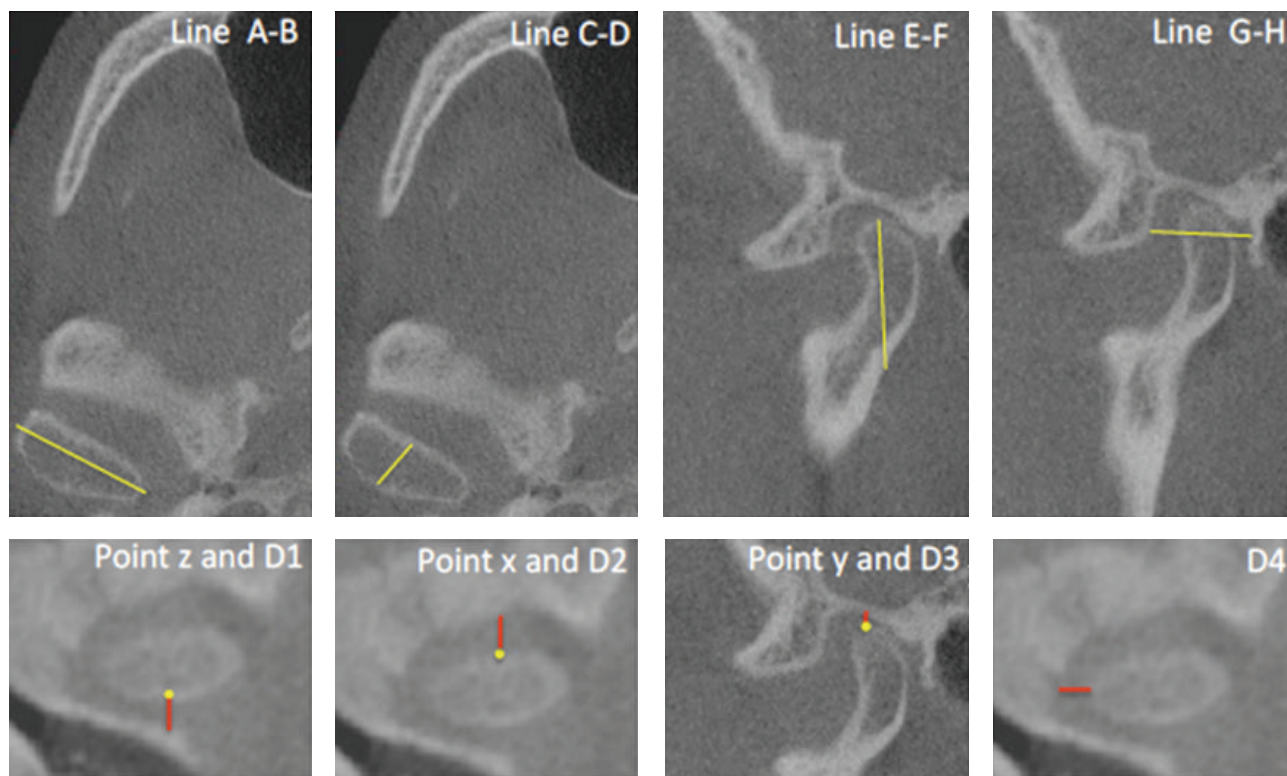 Line A-B
Line C-D
Line E-F
Line G-H
Point z and D1
Point x and D2
Point y and D3
D4